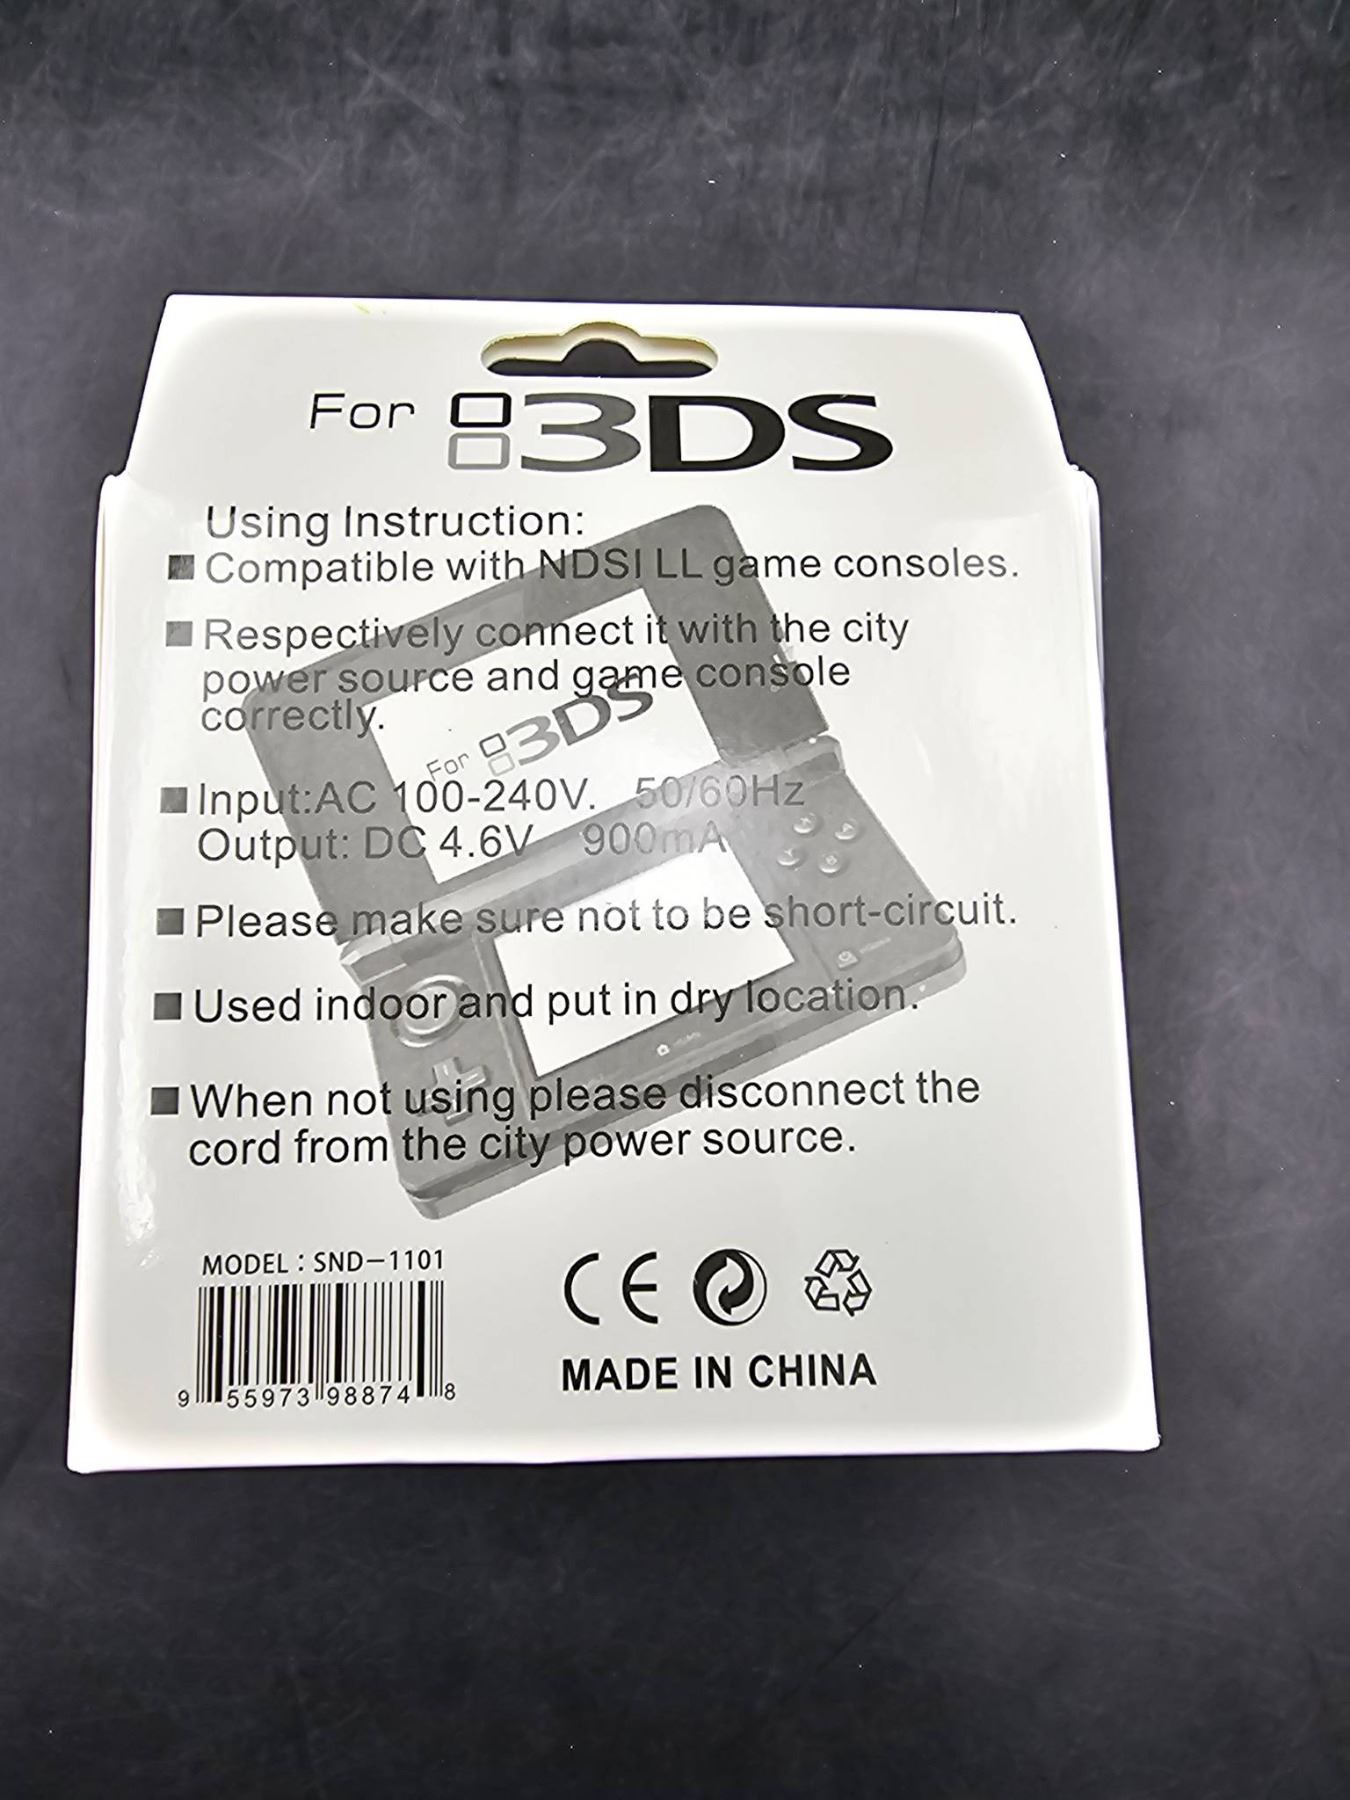 For 3DS
Using Instruction:
■ Compatible with NDSI LL game consoles.
■ Respectively connect it with the city
power source and game console
correctly.
For 3DS
■ Input:AC 100-240V. 50/60Hz
Output: DC 4.6V 900mA
■ Please make sure not to be short-circuit.
■ Used indoor and put in dry location.
■ When not using please disconnect the
cord from the city power source.
MODEL : SND-1101
9 55973 98874 8
CE
MADE IN CHINA